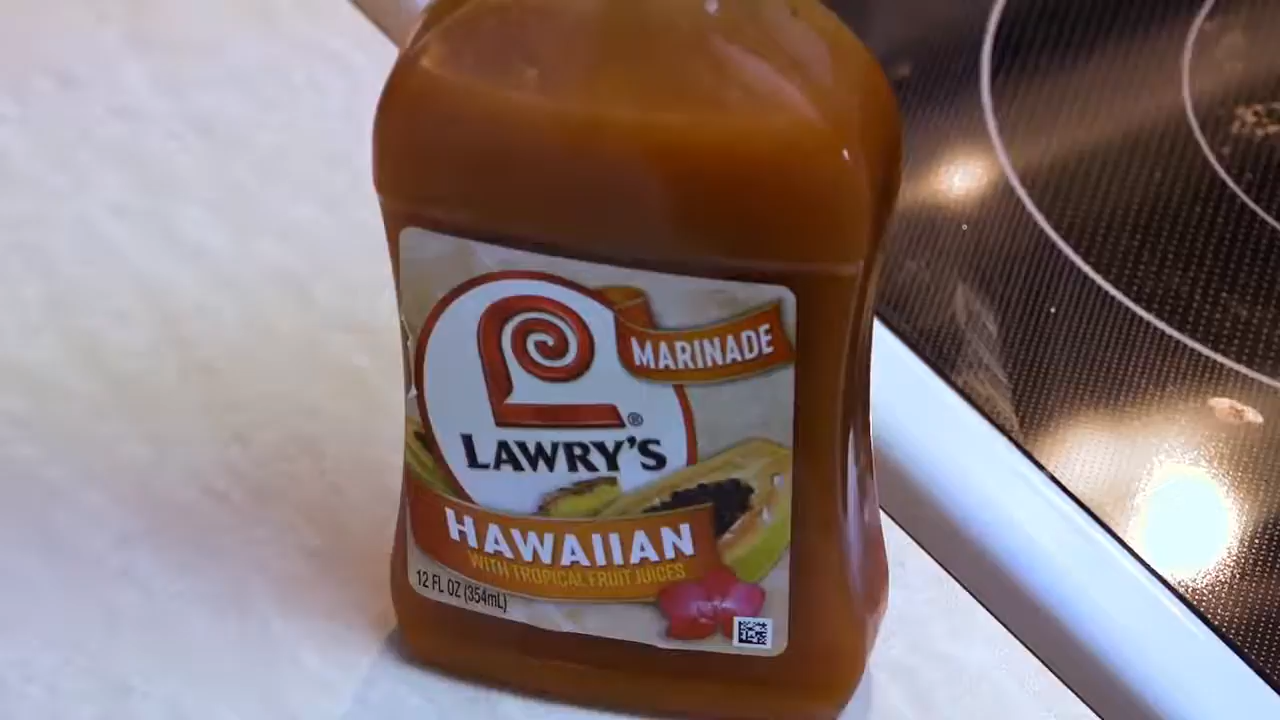 MARINADE
®
LAWRY'S
HAWAIIAN
WITH TROPICAL FRUIT JUICES
12 FL OZ (354mL)